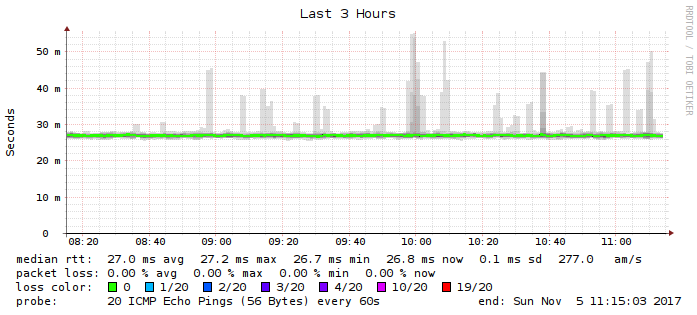 Last 3 Hours
RRDTOOL / TOBI OETIKER
Seconds
50 m
40 m
30 m
20 m
10 m
0
08:20 08:40 09:00 09:20 09:40 10:00 10:20 10:40 11:00
median rtt: 27.0 ms avg 27.2 ms max 26.7 ms min 26.8 ms now 0.1 ms sd 277.0 am/s
packet loss: 0.00 % avg 0.00 % max 0.00 % min 0.00 % now
loss color: 0 1/20 2/20 3/20 4/20 10/20 19/20
probe: 20 ICMP Echo Pings (56 Bytes) every 60s end: Sun Nov 5 11:15:03 2017